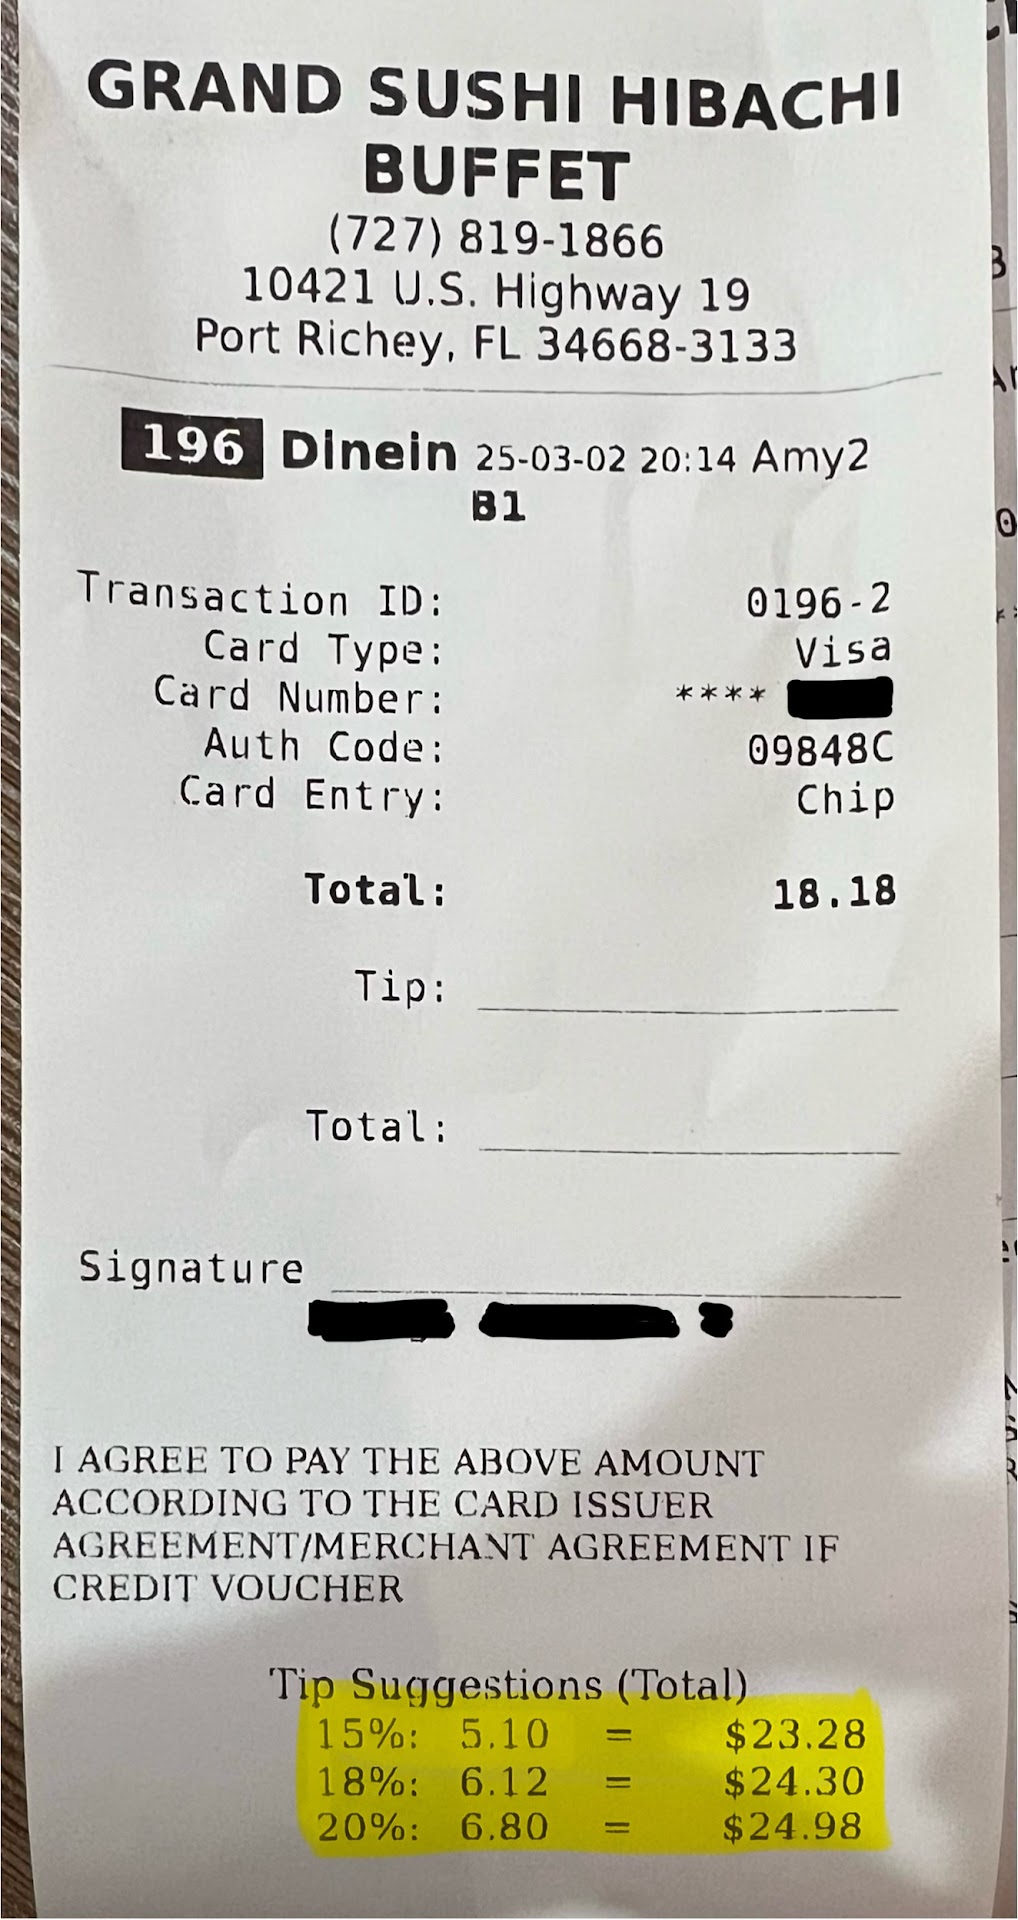 GRAND SUSHI HIBACHI
BUFFET
(727) 819-1866
10421 U.S. Highway 19
Port Richey, FL 34668-3133
196 Dinein 25-03-02 20:14 Amy2
B1
Transaction ID: 0196-2
Card Type: Visa
Card Number: ****
Auth Code: 09848C
Card Entry: Chip
Total: 18.18
Tip:
Total:
Signature
I AGREE TO PAY THE ABOVE AMOUNT
ACCORDING TO THE CARD ISSUER
AGREEMENT/MERCHANT AGREEMENT IF
CREDIT VOUCHER
Tip Suggestions (Total)
15%: 5.10 = $23.28
18%: 6.12 = $24.30
20%: 6.80 = $24.98